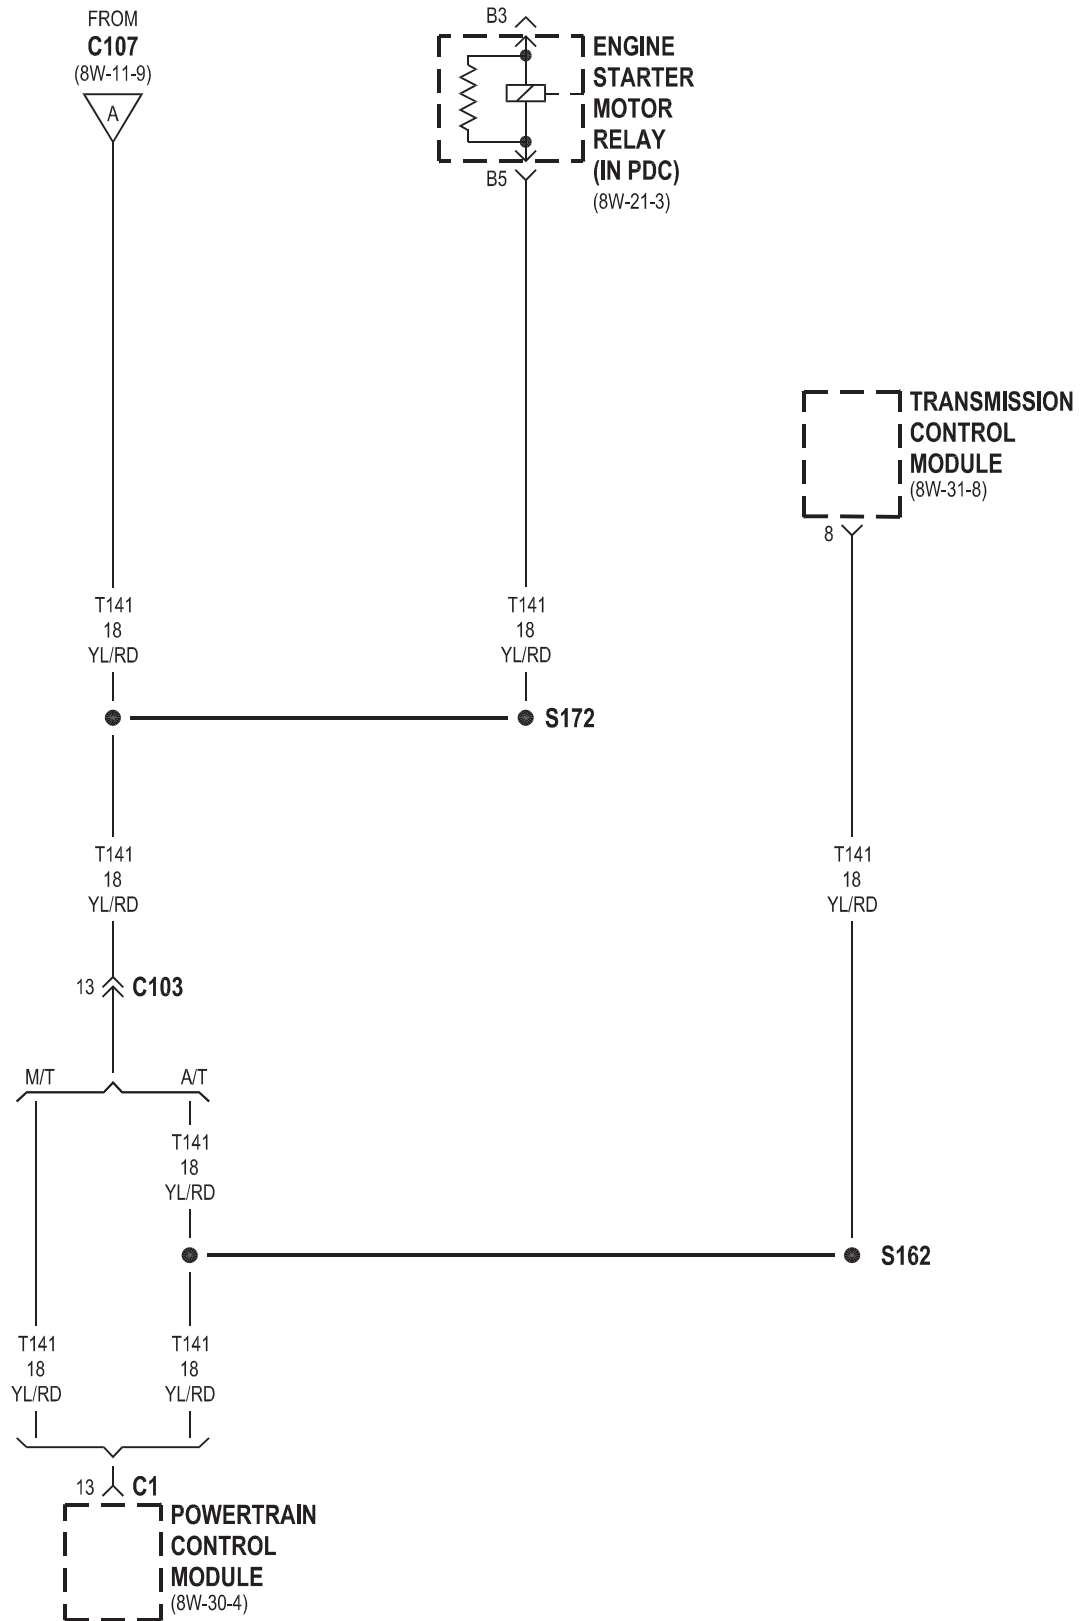 FROM
C107
(8W-11-9)
A
B3
ENGINE
STARTER
MOTOR
RELAY
(IN PDC)
(8W-21-3)
B5
TRANSMISSION
CONTROL
MODULE
(8W-31-8)
8
T141
18
YL/RD
T141
18
YL/RD
S172
T141
18
YL/RD
T141
18
YL/RD
13
C103
M/T
A/T
T141
18
YL/RD
S162
T141
18
YL/RD
T141
18
YL/RD
13
C1
POWERTRAIN
CONTROL
MODULE
(8W-30-4)